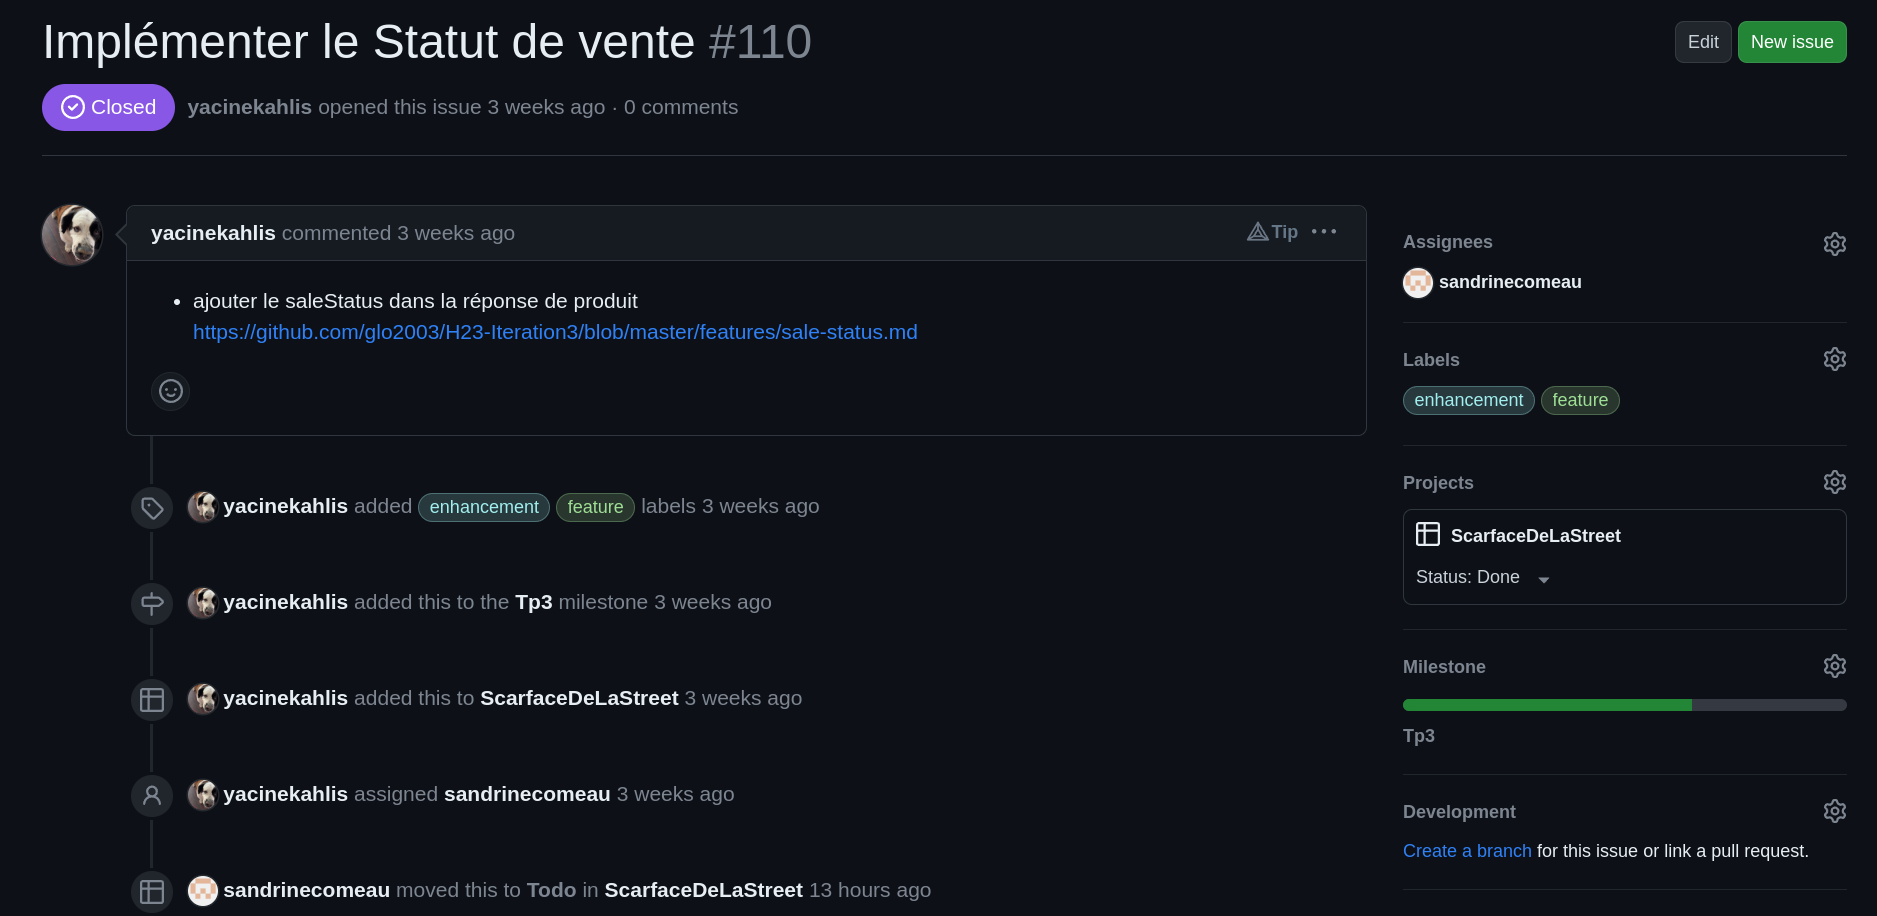 Implémenter le Statut de vente #110
Edit
New issue
Closed
yacinekahlis opened this issue 3 weeks ago · 0 comments
yacinekahlis commented 3 weeks ago
Tip
• ajouter le saleStatus dans la réponse de produit
https://github.com/glo2003/H23-Iteration3/blob/master/features/sale-status.md
yacinekahlis added enhancement feature labels 3 weeks ago
yacinekahlis added this to the Tp3 milestone 3 weeks ago
yacinekahlis added this to ScarfaceDeLaStreet 3 weeks ago
yacinekahlis assigned sandrinecomeau 3 weeks ago
sandrinecomeau moved this to Todo in ScarfaceDeLaStreet 13 hours ago
Assignees
sandrinecomeau
Labels
enhancement feature
Projects
ScarfaceDeLaStreet
Status: Done
Milestone
Tp3
Development
Create a branch for this issue or link a pull request.